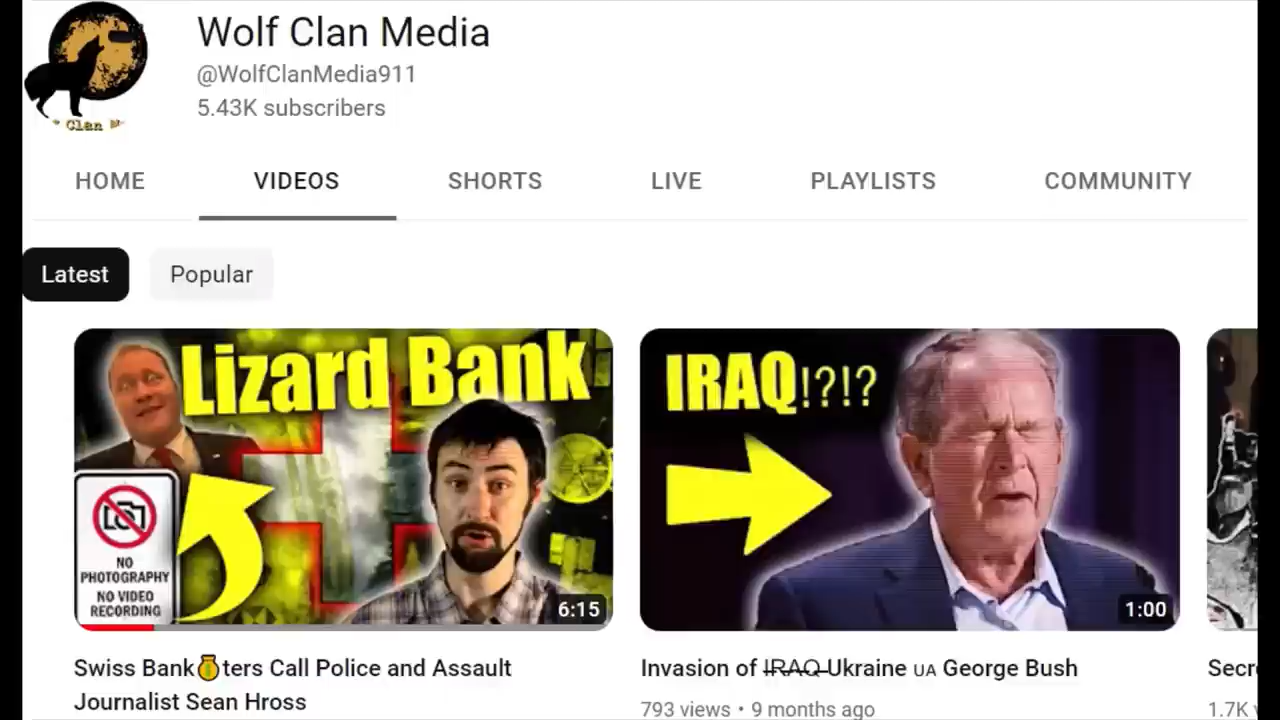 Wolf Clan Media
@WolfClanMedia911
5.43K subscribers
Clan
HOME VIDEOS SHORTS LIVE PLAYLISTS COMMUNITY
Latest Popular
Lizard Bank
NO
PHOTOGRAPHY
NO VIDEO
RECORDING
6:15
IRAQ!?!?
1:00
Swiss Bank💰ters Call Police and Assault
Journalist Sean Hross
Invasion of I̶R̶A̶Q̶ Ukraine 🇺🇦 George Bush
793 views • 9 months ago
Secre
1.7K v